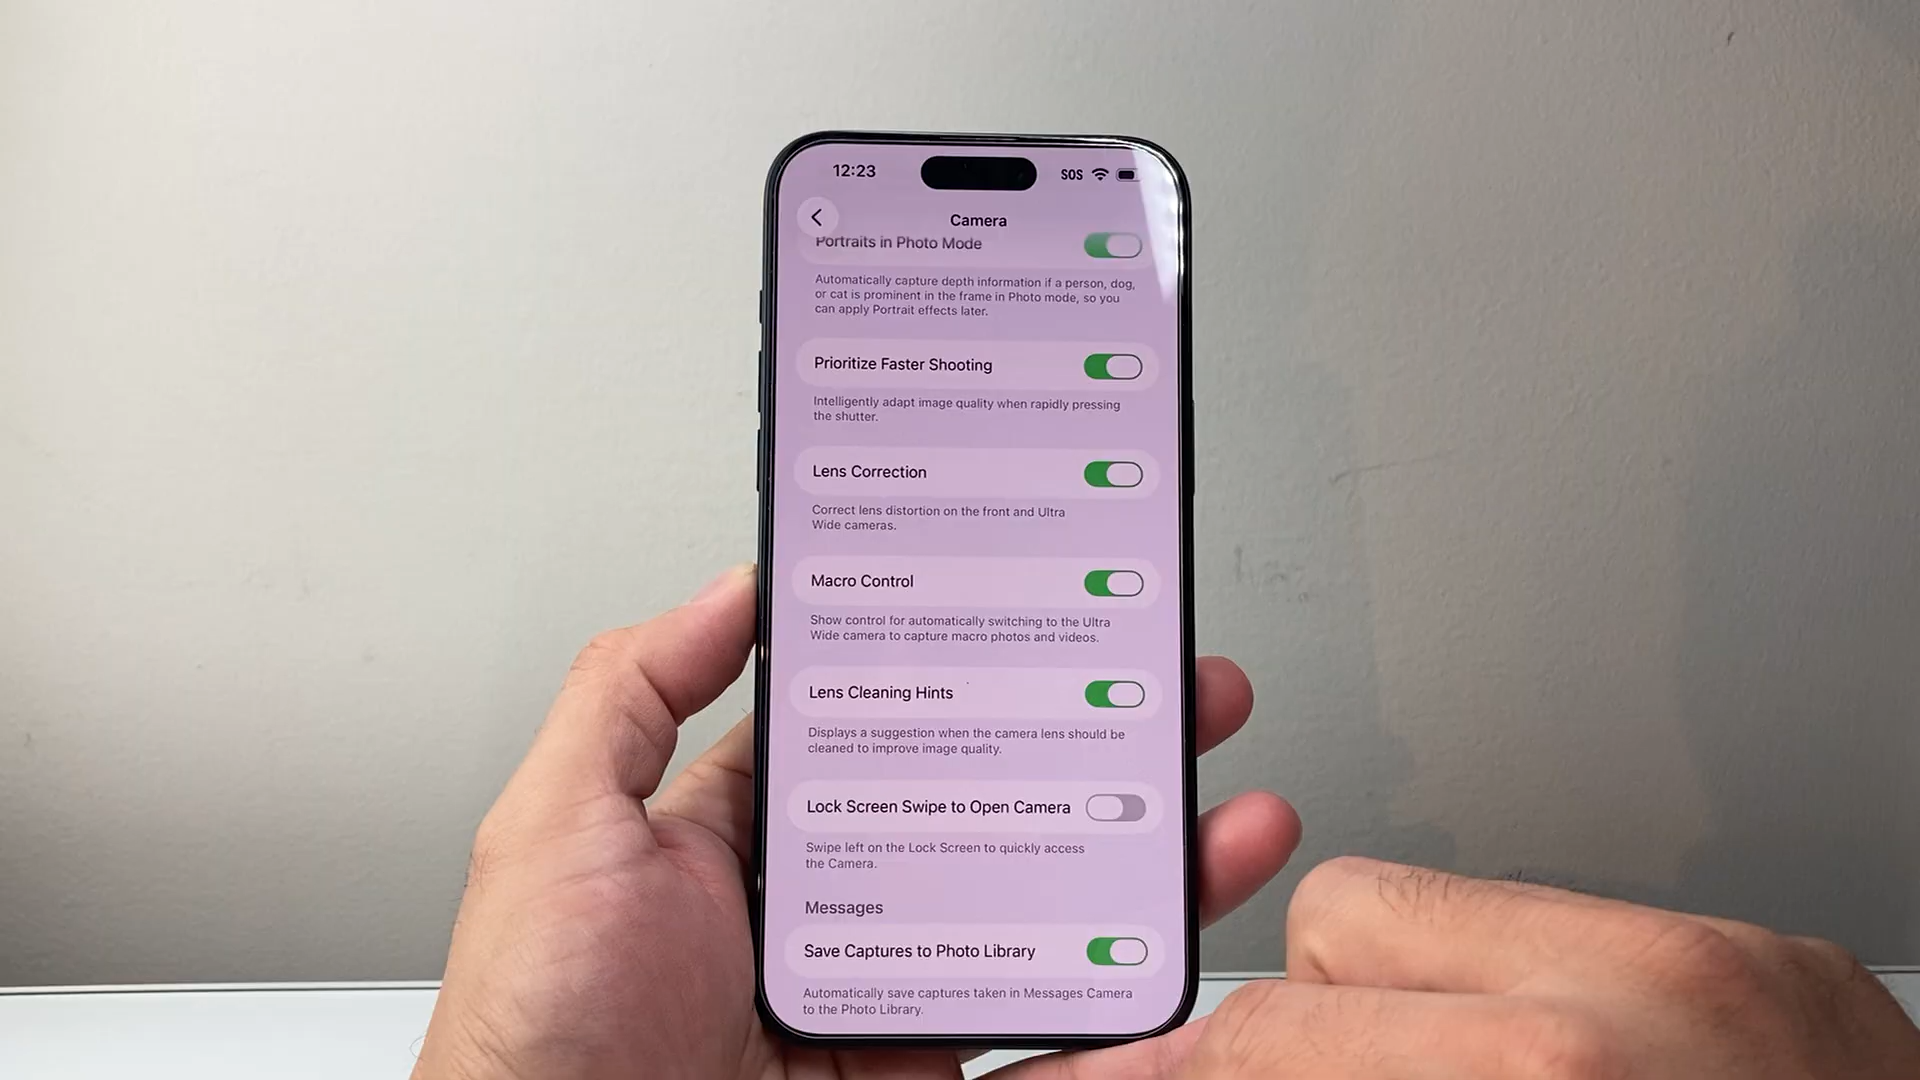 12:23
SOS
Camera
Portraits in Photo Mode
Automatically capture depth information if a person, dog,
or cat is prominent in the frame in Photo mode, so you
can apply Portrait effects later.
Prioritize Faster Shooting
Intelligently adapt image quality when rapidly pressing
the shutter.
Lens Correction
Correct lens distortion on the front and Ultra
Wide cameras.
Macro Control
Show control for automatically switching to the Ultra
Wide camera to capture macro photos and videos.
Lens Cleaning Hints
Displays a suggestion when the camera lens should be
cleaned to improve image quality.
Lock Screen Swipe to Open Camera
Swipe left on the Lock Screen to quickly access
the Camera.
Messages
Save Captures to Photo Library
Automatically save captures taken in Messages Camera
to the Photo Library.